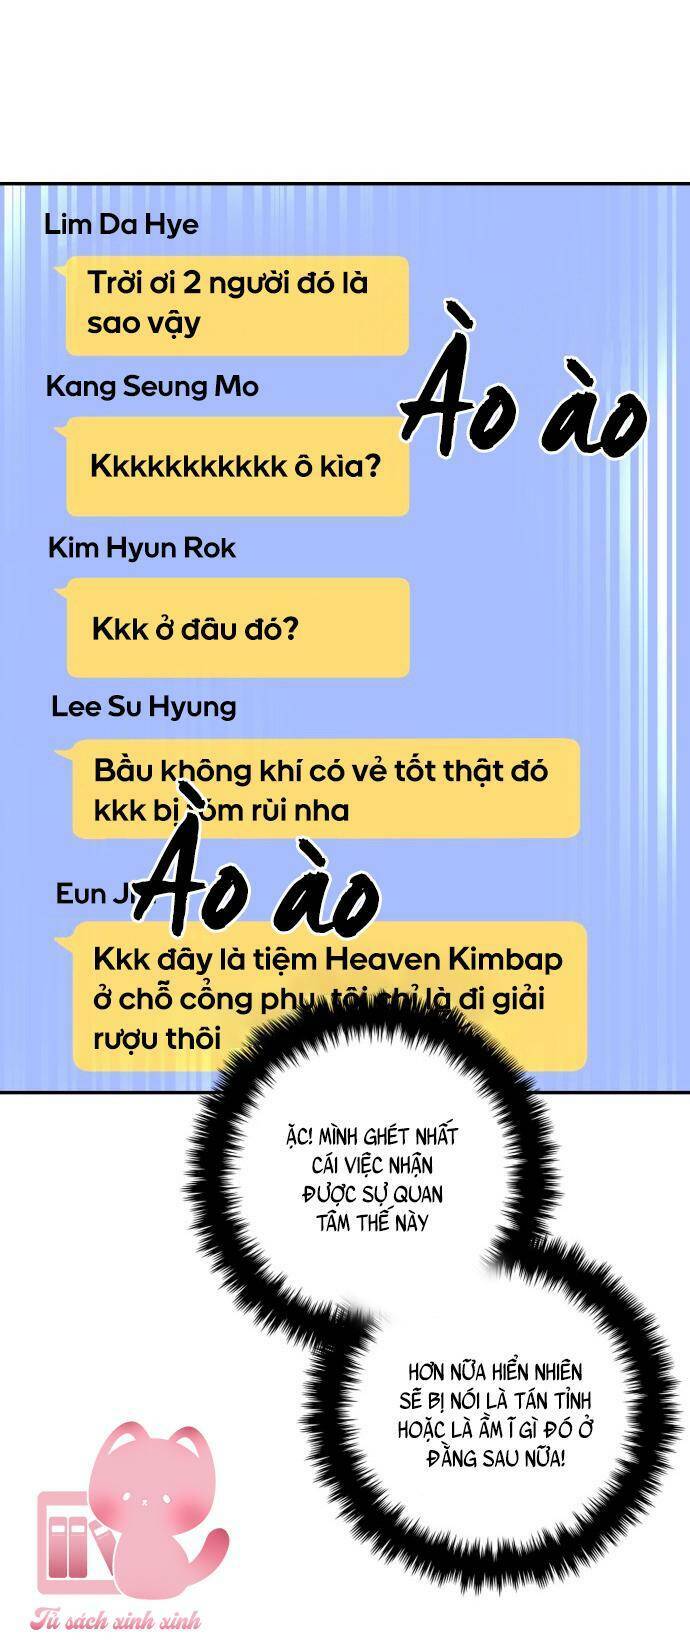 Lim Da Hye
Trời ơi 2 người đó là
sao vậy
Ào ào
Kang Seung Mo
Kkkkkkkkkkk ô kìa?
Kim Hyun Rok
Kkk ở đâu đó?
Lee Su Hyung
Bầu không khí có vẻ tốt thật đó
kkk bị rùi nha
Ào ào
Eun
Kkk đây là tiệm Heaven Kimbap
ở chỗ cổng phụ, tôi chỉ là đi giải
rượu thôi
ẶC! MÌNH GHÉT NHẤT
CÁI VIỆC NHẬN
ĐƯỢC SỰ QUAN
TÂM THẾ NÀY
HƠN NỮA HIỂN NHIÊN
SẼ BỊ NÓI LÀ TÁN TỈNH
HOẶC LÀ ẦM Ĩ GÌ ĐÓ Ở
ĐẰNG SAU NỮA!
Tủ sách xinh xinh